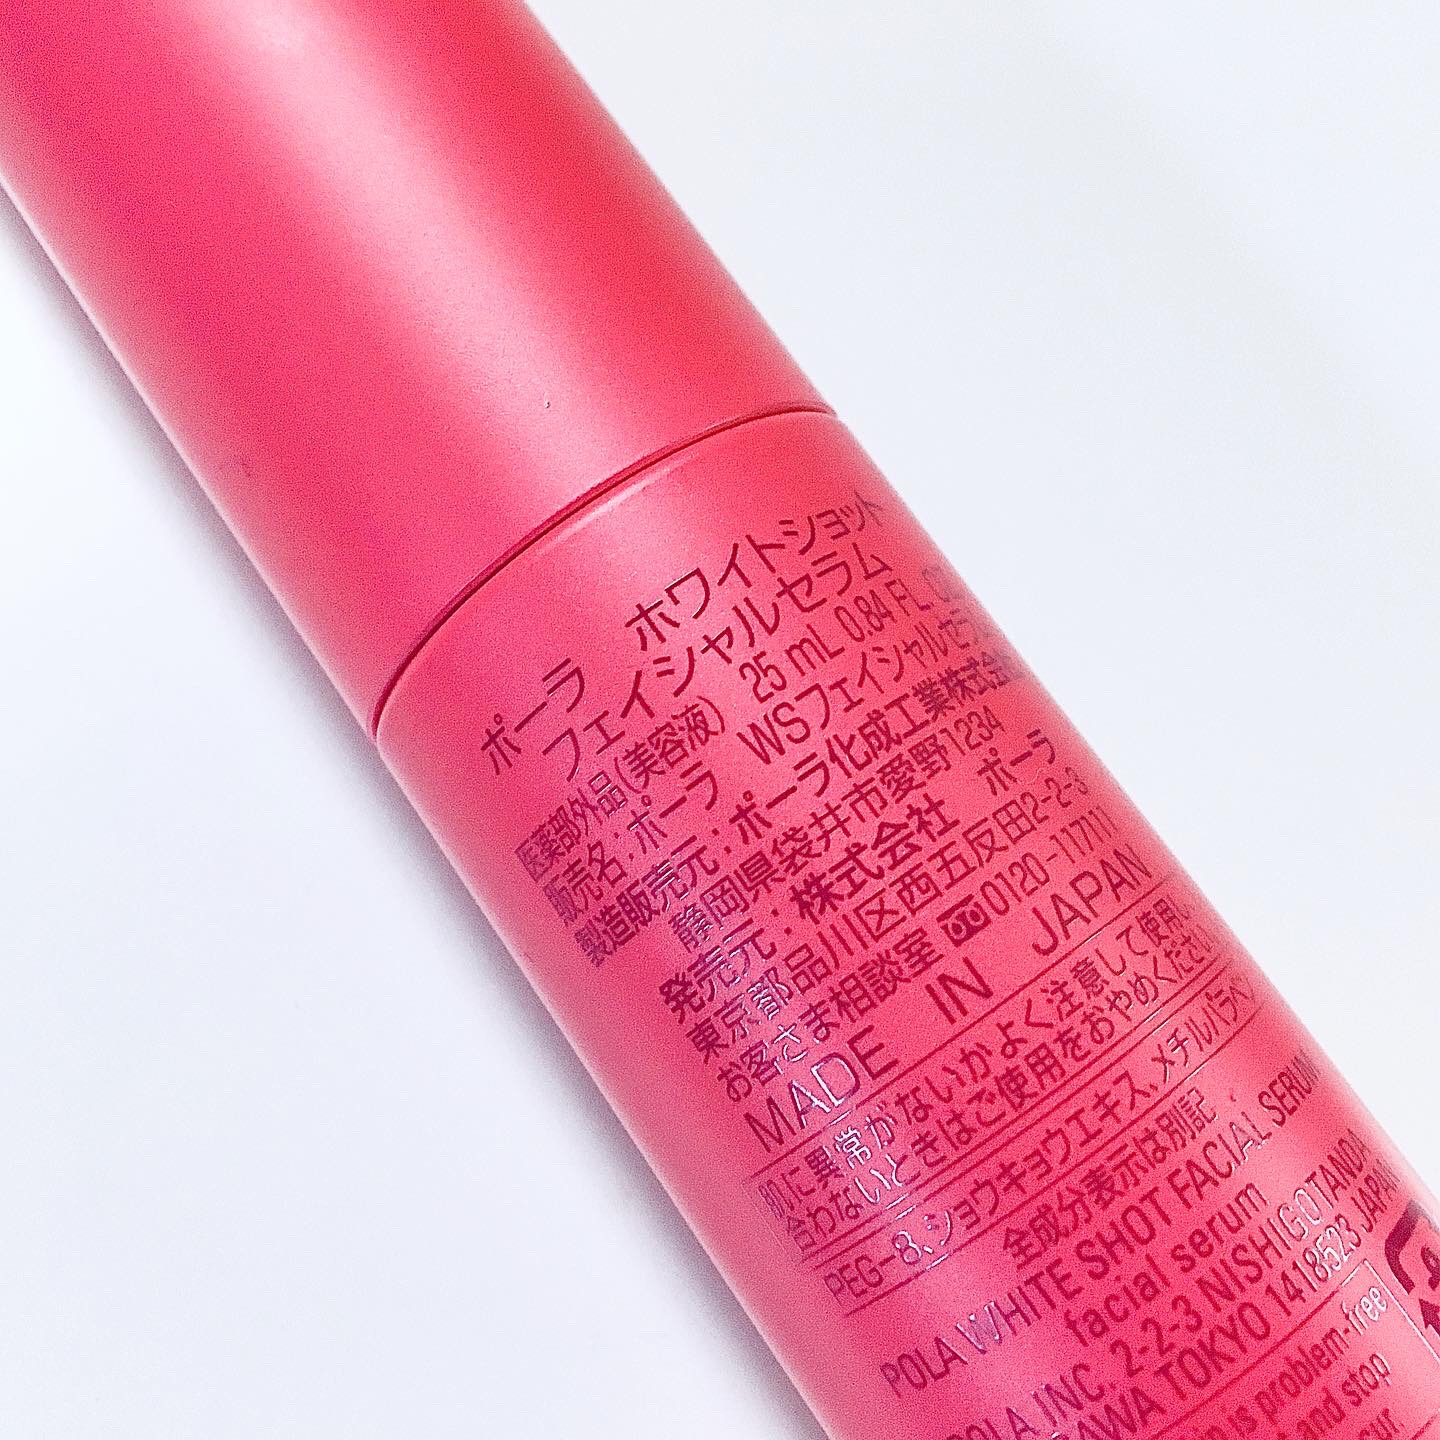 ポーラ ホワイトショット
フェイシャルセラム
医薬部外品(美容液) 25 mL 0.84 FL
販売名:ポーラ WSフェイシャルセラム
製造販売元:ポーラ化成工業株式会
静岡県袋井市愛野1234
発売元:株式会社 ポーラ
東京都品川区西五反田2-2-3
お客さま相談室 0120-117111
MADE IN JAPAN
肌に異常がないかよく注意して使用し
合わないときはご使用をおやめください
PEG-8、ショウキョウエキス、メチルパラベン
全成分表示は別記
POLA WHITE SHOT FACIAL SERUM
facial serum
POLA INC. 2-2-3 NISHIGOTANDA
TOKYO 1418523 JAPAN
is problem-free
and stop